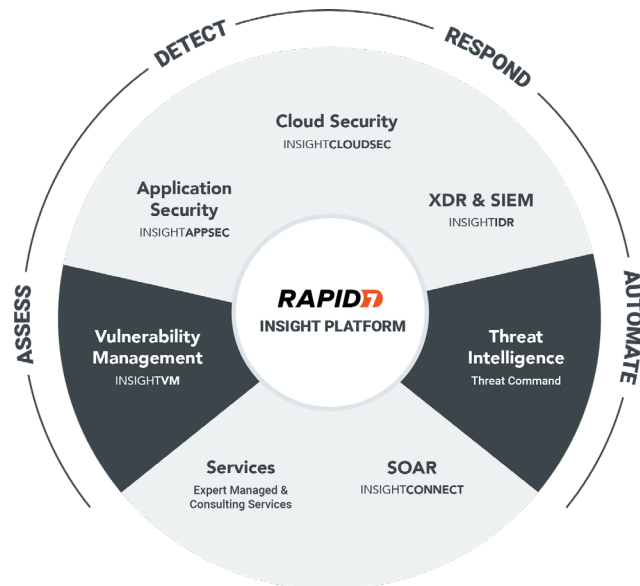 DETECT
RESPOND
ASSESS
AUTOMATE
Cloud Security
INSIGHTCLOUDSEC
Application
Security
INSIGHTAPPSEC
XDR & SIEM
INSIGHTIDR
RAPID7
INSIGHT PLATFORM
Vulnerability
Management
INSIGHTVM
Threat
Intelligence
Threat Command
Services
Expert Managed &
Consulting Services
SOAR
INSIGHTCONNECT